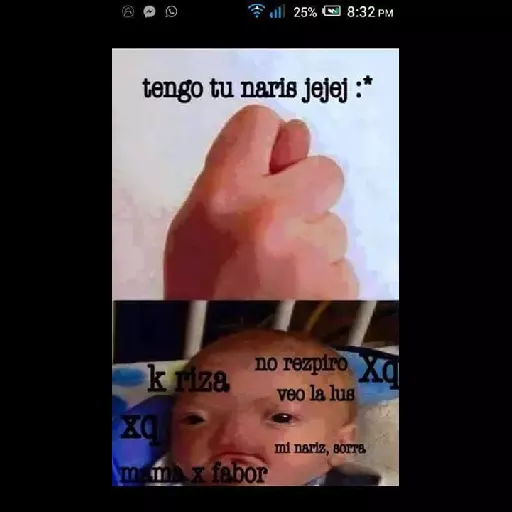 25% 8:32 PM
tengo tu naris jejej :*
no rezpiro
Xq
k riza
veo la lus
xq
mi nariz, sorra
mama x fabor